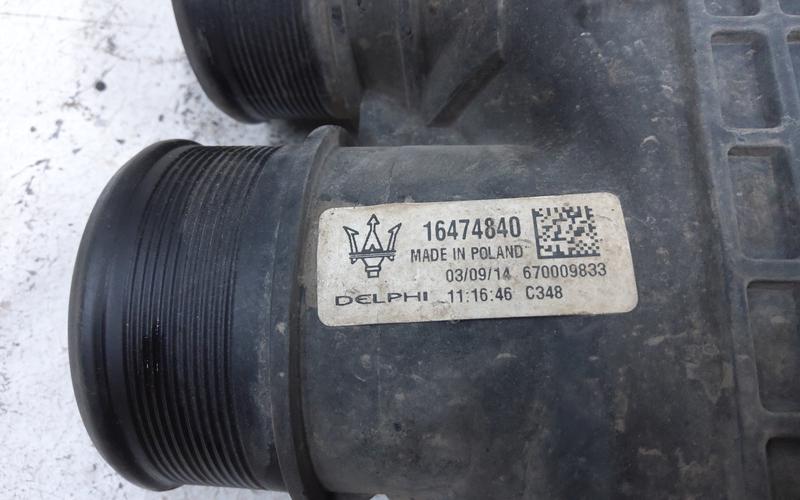 16474840
MADE IN POLAND
03/09/14 670009833
DELPHI 11:16:46 C348